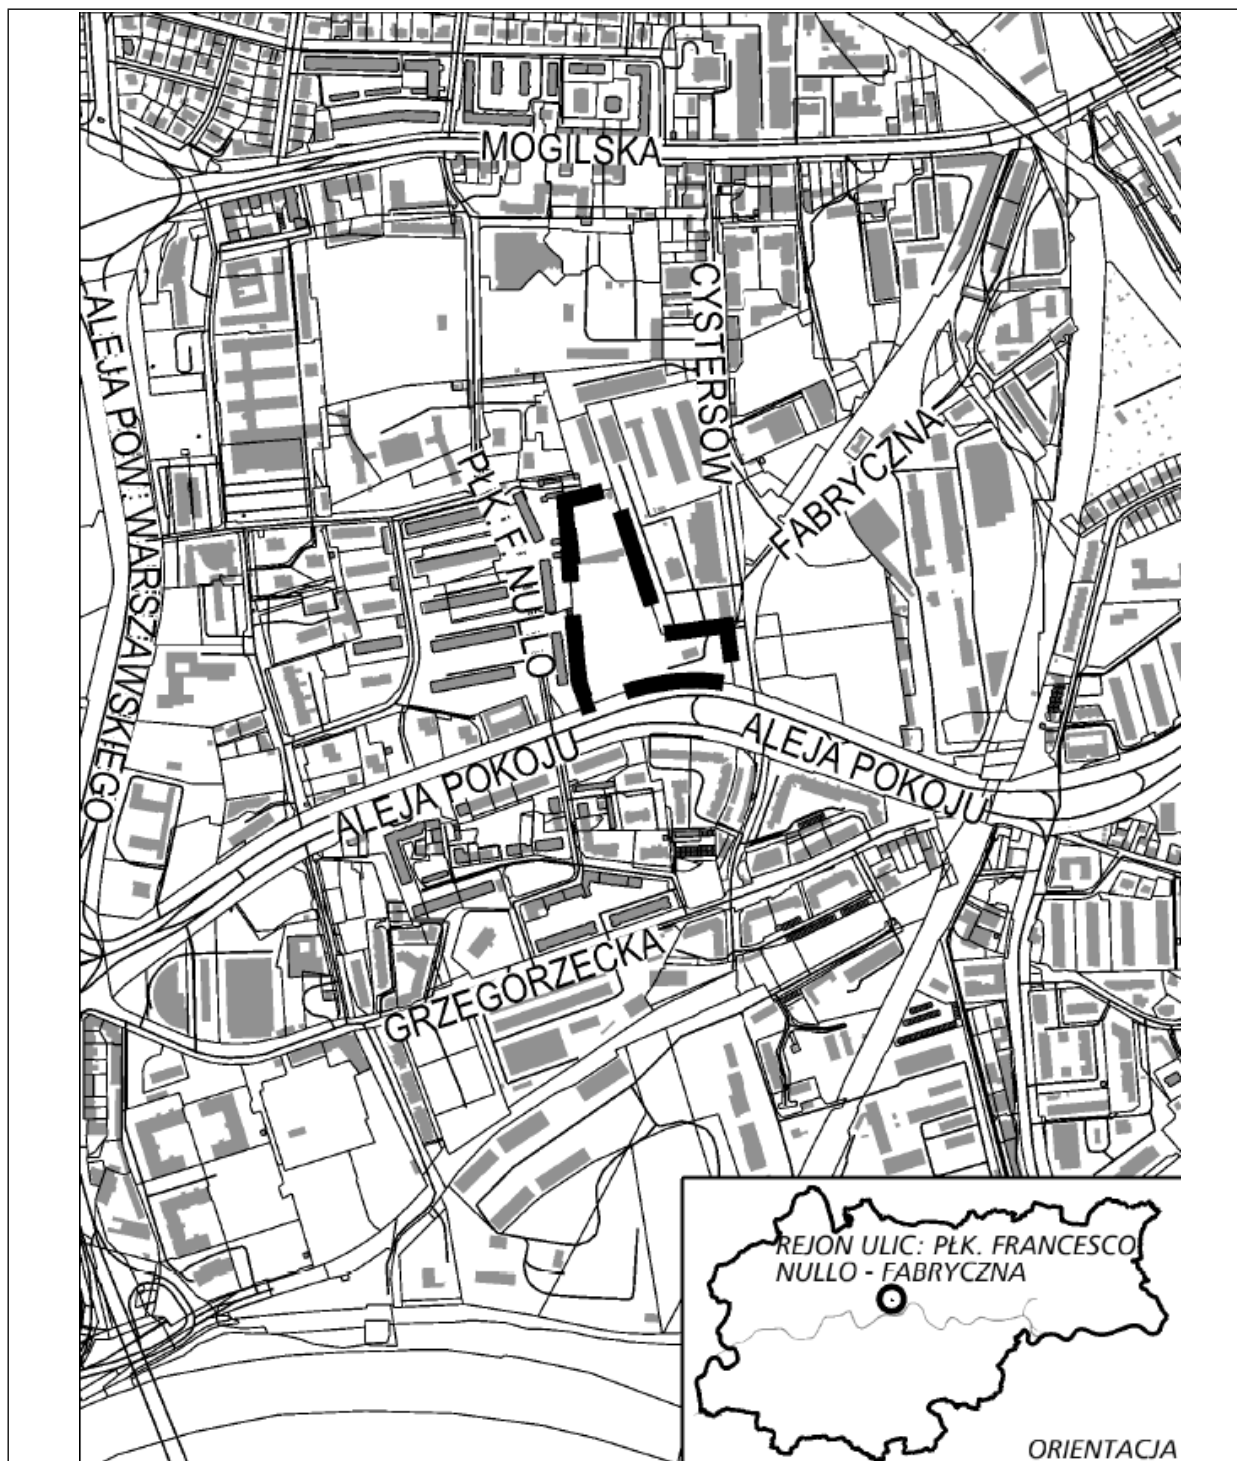 MOGILSKA
CYSTERSÓW
ALEJA POW. WARSZAWSKIEGO
FABRYCZNA
PŁK. F. NULLO
ALEJA POKOJU
ALEJA POKOJU
GRZEGÓRZECKA
REJON ULIC: PŁK. FRANCESCO
NULLO - FABRYCZNA
ORIENTACJA